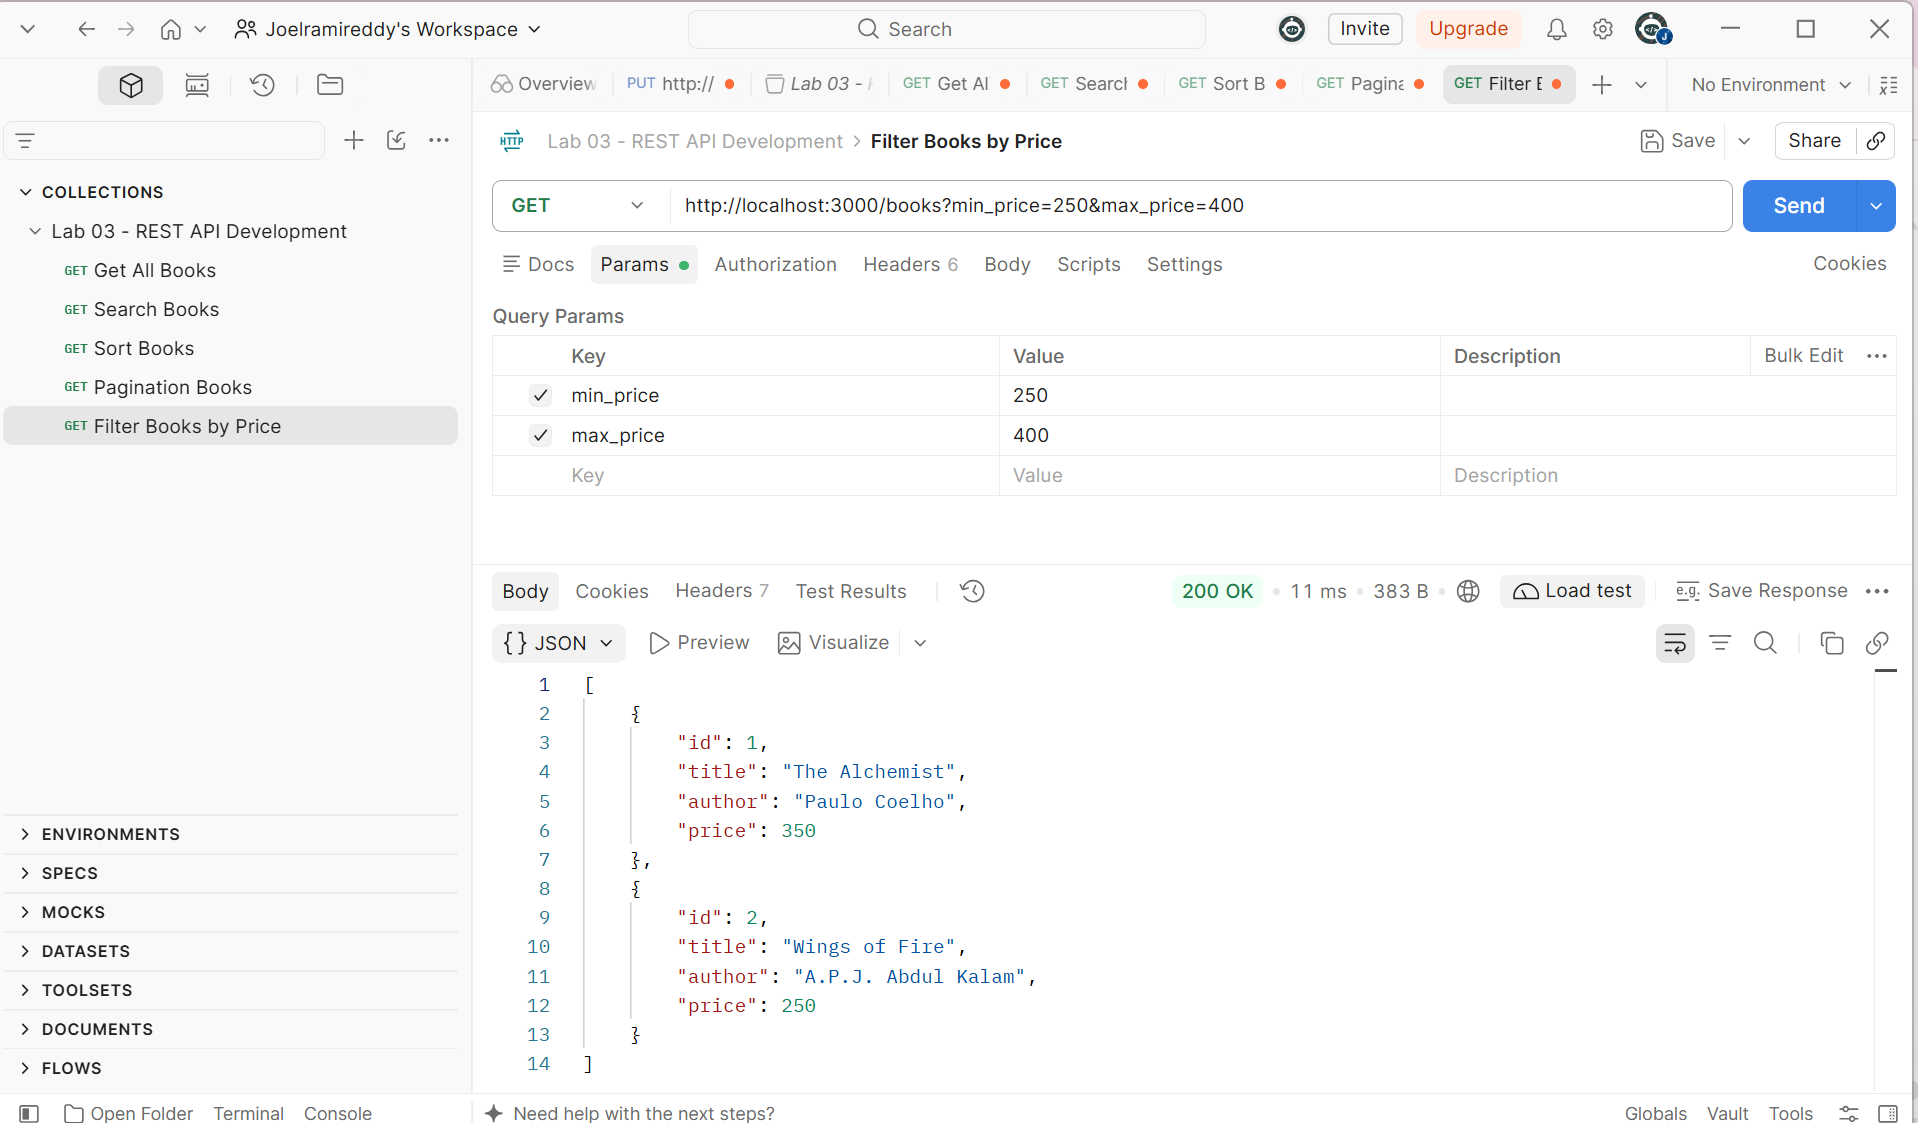 Joelramireddy's Workspace
Search
Invite
Upgrade
J
Overview
PUT http://
Lab 03 -
GET Get Al
GET Search
GET Sort B
GET Pagina
GET Filter
No Environment
HTTP
Lab 03 - REST API Development > Filter Books by Price
Save
Share
COLLECTIONS
Lab 03 - REST API Development
GET Get All Books
GET Search Books
GET Sort Books
GET Pagination Books
GET Filter Books by Price
GET
http://localhost:3000/books?min_price=250&max_price=400
Send
Docs
Params
Authorization
Headers 6
Body
Scripts
Settings
Cookies
Query Params
Key Value Description Bulk Edit
min_price 250
max_price 400
Key Value Description
Body
Cookies
Headers 7
Test Results
200 OK
11 ms
383 B
Load test
e.g. Save Response
{} JSON
Preview
Visualize
1 [
2 {
3 "id": 1,
4 "title": "The Alchemist",
5 "author": "Paulo Coelho",
6 "price": 350
7 },
8 {
9 "id": 2,
10 "title": "Wings of Fire",
11 "author": "A.P.J. Abdul Kalam",
12 "price": 250
13 }
14 ]
ENVIRONMENTS
SPECS
MOCKS
DATASETS
TOOLSETS
DOCUMENTS
FLOWS
Open Folder
Terminal
Console
Need help with the next steps?
Globals
Vault
Tools